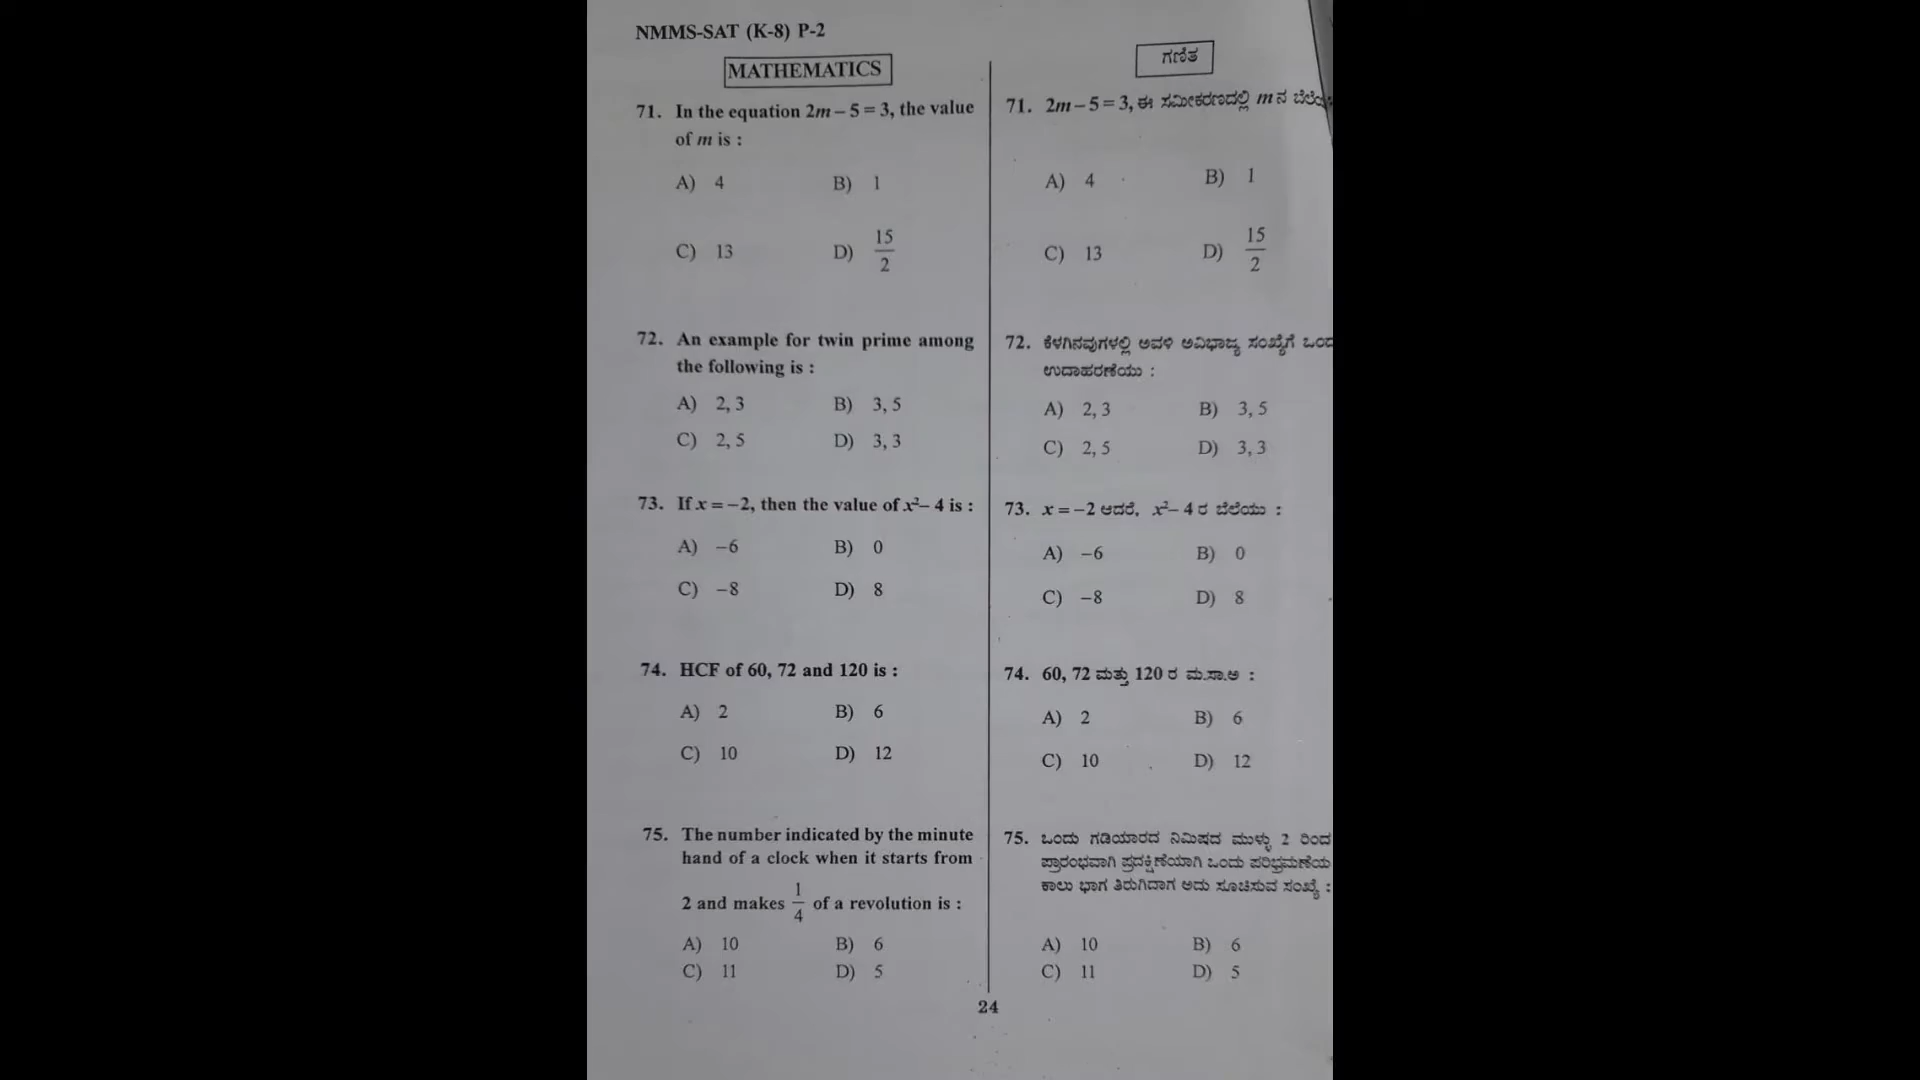 NMMS-SAT (K-8) P-2
MATHEMATICS
71. In the equation 2m – 5 = 3, the value
of m is :
A) 4 B) 1
C) 13 D) 15/2
72. An example for twin prime among
the following is :
A) 2, 3 B) 3, 5
C) 2, 5 D) 3, 3
73. If x = –2, then the value of x²– 4 is :
A) –6 B) 0
C) –8 D) 8
74. HCF of 60, 72 and 120 is :
A) 2 B) 6
C) 10 D) 12
75. The number indicated by the minute
hand of a clock when it starts from
2 and makes 1/4 of a revolution is :
A) 10 B) 6
C) 11 D) 5
ಗಣಿತ
71. 2m – 5 = 3, ಈ ಸಮೀಕರಣದಲ್ಲಿ m ನ
A) 4 B) 1
C) 13 D) 15/2
72. ಕೆಳಗಿನವುಗಳಲ್ಲಿ ಅವಳಿ ಅವಿಭಾಜ್ಯ ಸಂಖ್ಯೆಗೆ
ಉದಾಹರಣೆಯು :
A) 2, 3 B) 3, 5
C) 2, 5 D) 3, 3
73. x = –2 ಆದರೆ, x²– 4 ರ ಬೆಲೆಯು :
A) –6 B) 0
C) –8 D) 8
74. 60, 72 ಮತ್ತು 120 ರ ಮ.ಸಾ.ಅ :
A) 2 B) 6
C) 10 D) 12
75. ಒಂದು ಗಡಿಯಾರದ ನಿಮಿಷದ ಮುಳ್ಳು 2 ರಿಂದ
ಪ್ರಾರಂಭವಾಗಿ ಪ್ರದಕ್ಷಿಣೆಯಾಗಿ ಒಂದು ಪರಿಭ್ರಮಣೆಯ
ಕಾಲು ಭಾಗ ತಿರುಗಿದಾಗ ಅದು ಸೂಚಿಸುವ ಸಂಖ್ಯೆ :
A) 10 B) 6
C) 11 D) 5
24